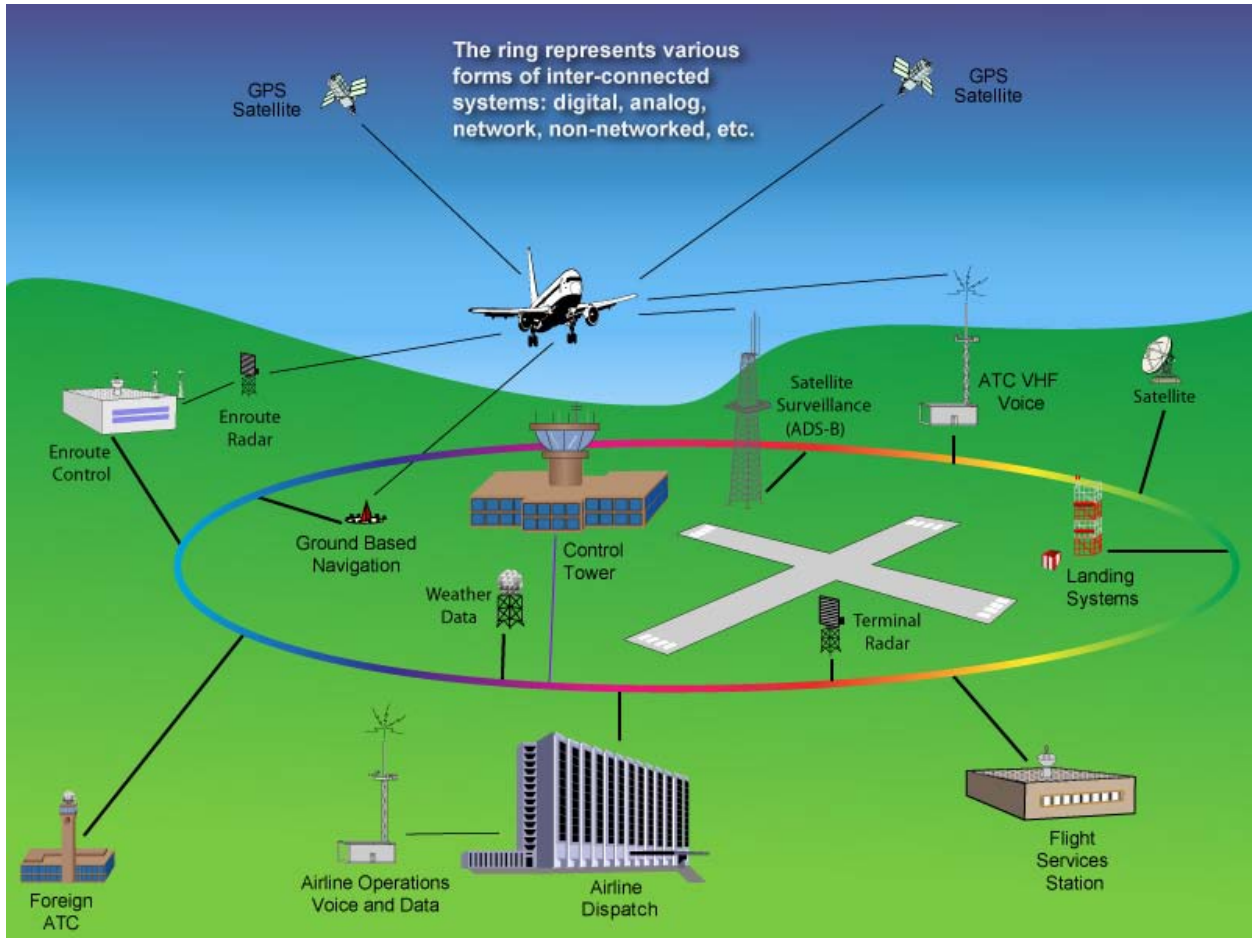 The ring represents various
forms of inter-connected
systems: digital, analog,
network, non-networked, etc.
GPS
Satellite
GPS
Satellite
ATC VHF
Voice
Satellite
Satellite
Surveillance
(ADS-B)
Enroute
Radar
Enroute
Control
Ground Based
Navigation
Control
Tower
Landing
Systems
Weather
Data
Terminal
Radar
Flight
Services
Station
Foreign
ATC
Airline Operations
Voice and Data
Airline
Dispatch